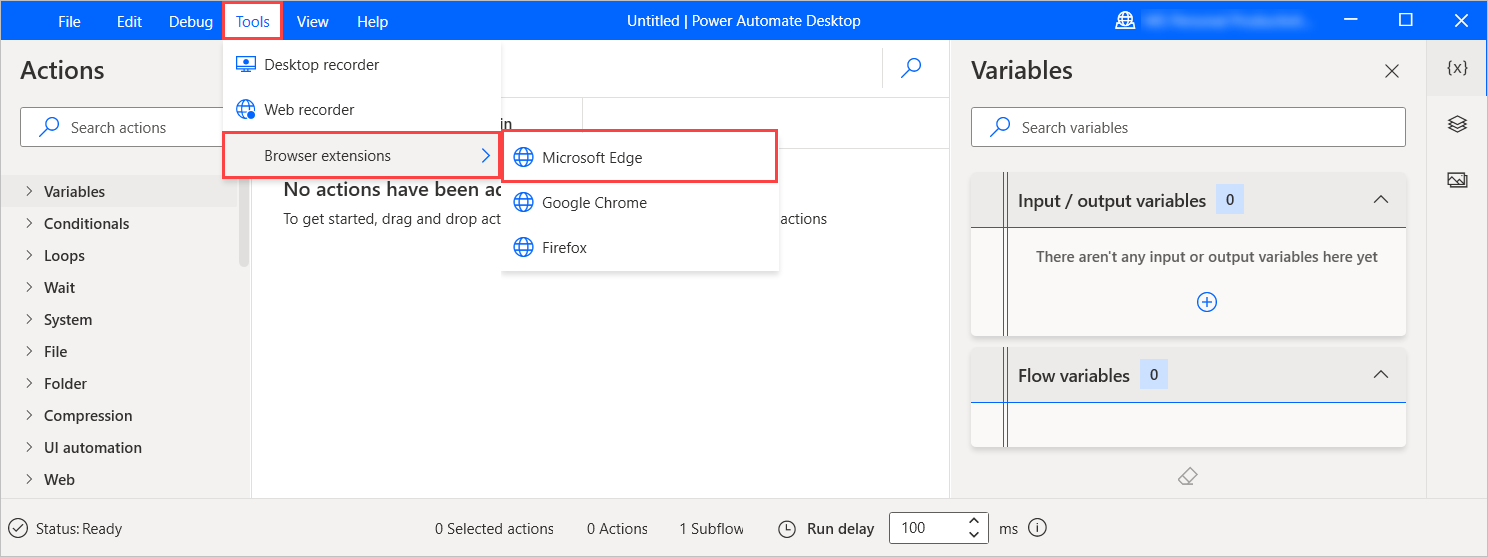 File Edit Debug Tools View Help Untitled | Power Automate Desktop
Actions
Search actions
Variables
Conditionals
Loops
Wait
System
File
Folder
Compression
UI automation
Web
Desktop recorder
Web recorder
Browser extensions
Microsoft Edge
Google Chrome
Firefox
in
No actions have been ad
To get started, drag and drop act actions
Variables
Search variables
Input / output variables 0
There aren't any input or output variables here yet
Flow variables 0
{x}
Status: Ready 0 Selected actions 0 Actions 1 Subflow Run delay 100 ms